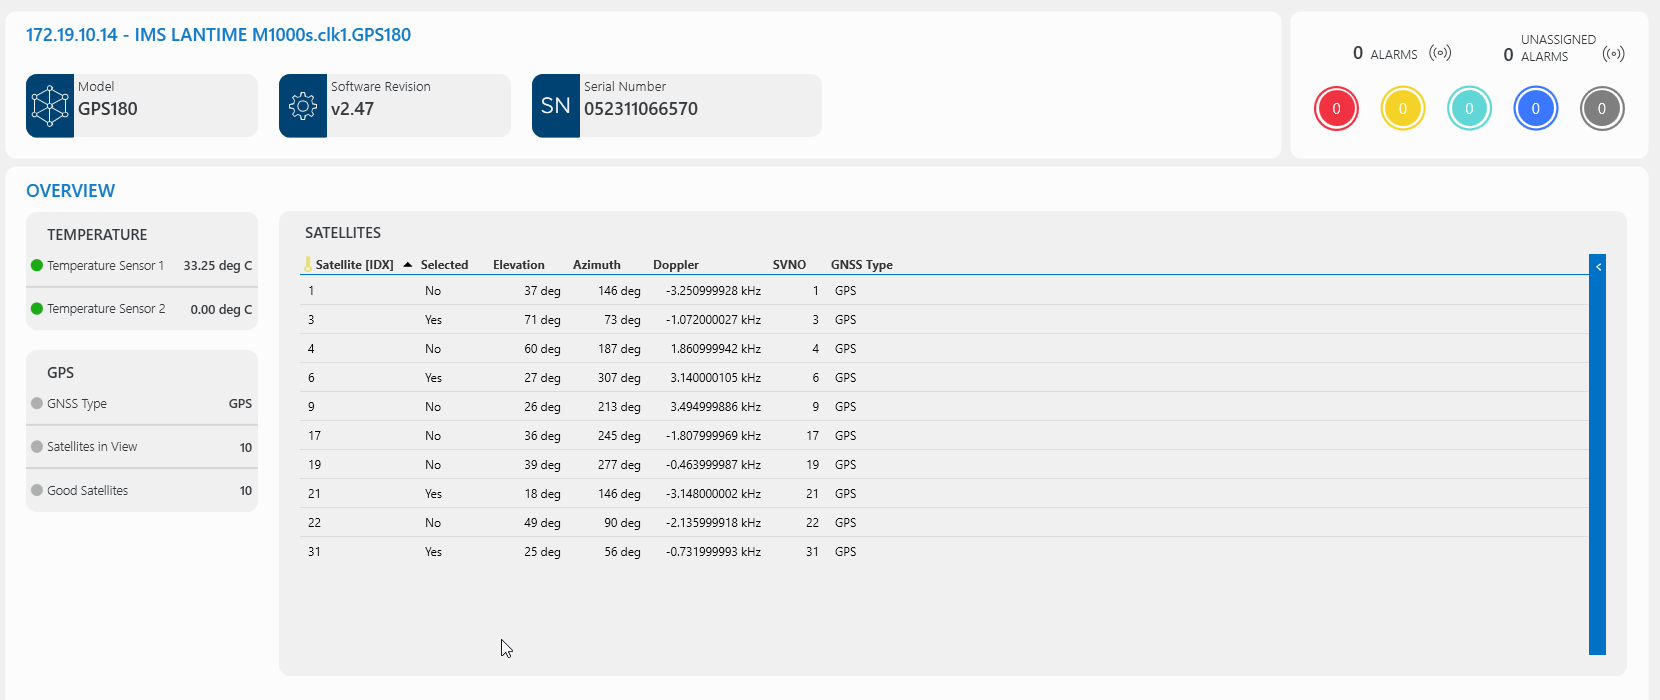 172.19.10.14 - IMS LANTIME M1000s.clk1.GPS180
Model
GPS180
Software Revision
v2.47
SN
Serial Number
052311066570
0 ALARMS
0 UNASSIGNED ALARMS
0 0 0 0 0
OVERVIEW
TEMPERATURE
Temperature Sensor 1 33.25 deg C
Temperature Sensor 2 0.00 deg C
GPS
GNSS Type GPS
Satellites in View 10
Good Satellites 10
SATELLITES
Satellite [IDX] Selected Elevation Azimuth Doppler SVNO GNSS Type
1 No 37 deg 146 deg -3.250999928 kHz 1 GPS
3 Yes 71 deg 73 deg -1.072000027 kHz 3 GPS
4 No 60 deg 187 deg 1.860999942 kHz 4 GPS
6 Yes 27 deg 307 deg 3.140000105 kHz 6 GPS
9 No 26 deg 213 deg 3.494999886 kHz 9 GPS
17 No 36 deg 245 deg -1.807999969 kHz 17 GPS
19 No 39 deg 277 deg -0.463999987 kHz 19 GPS
21 Yes 18 deg 146 deg -3.148000002 kHz 21 GPS
22 No 49 deg 90 deg -2.135999918 kHz 22 GPS
31 Yes 25 deg 56 deg -0.731999993 kHz 31 GPS